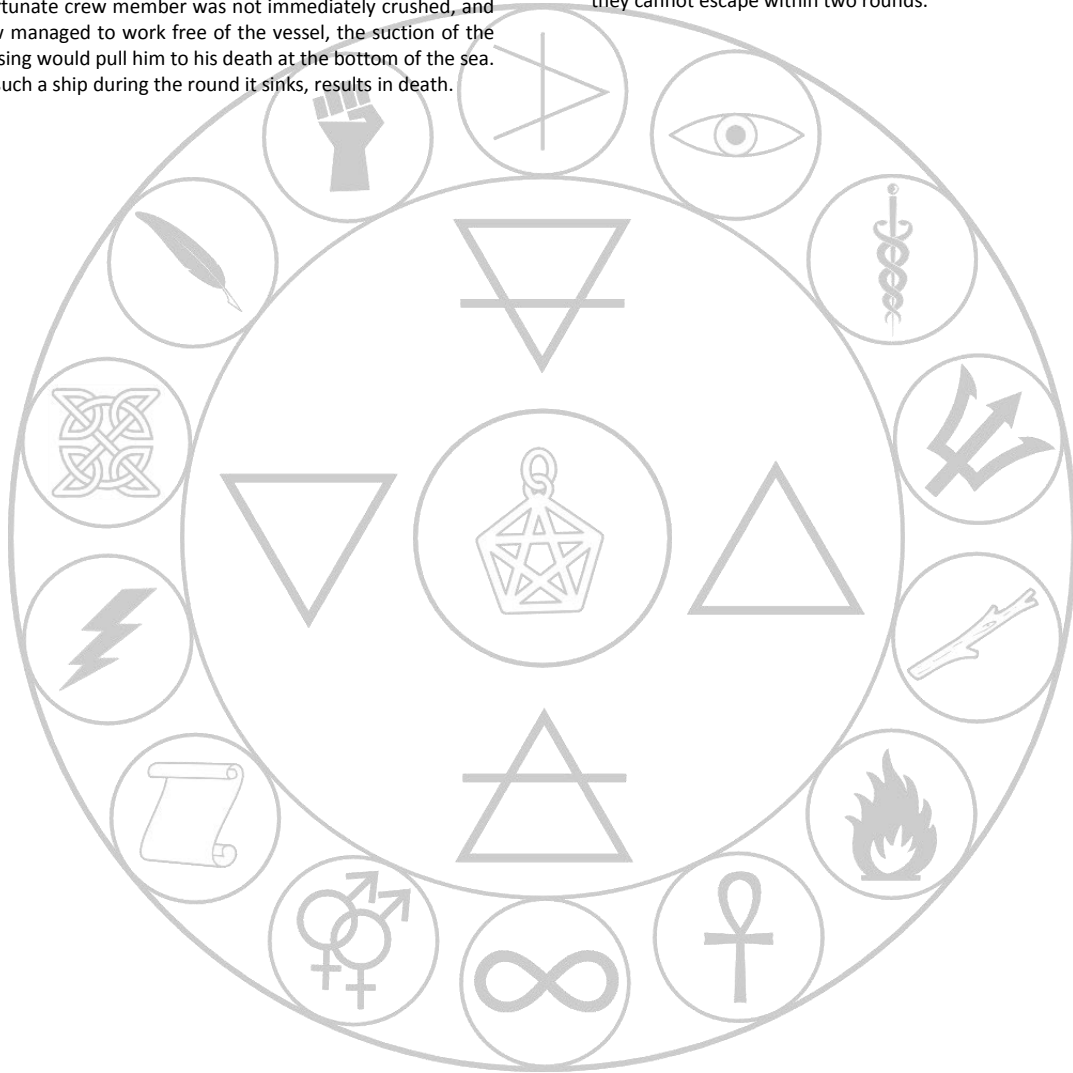 rtunate crew member was not immediately crushed, and
managed to work free of the vessel, the suction of the
sing would pull him to his death at the bottom of the sea.
such a ship during the round it sinks, results in death.
they cannot escape within two rounds.